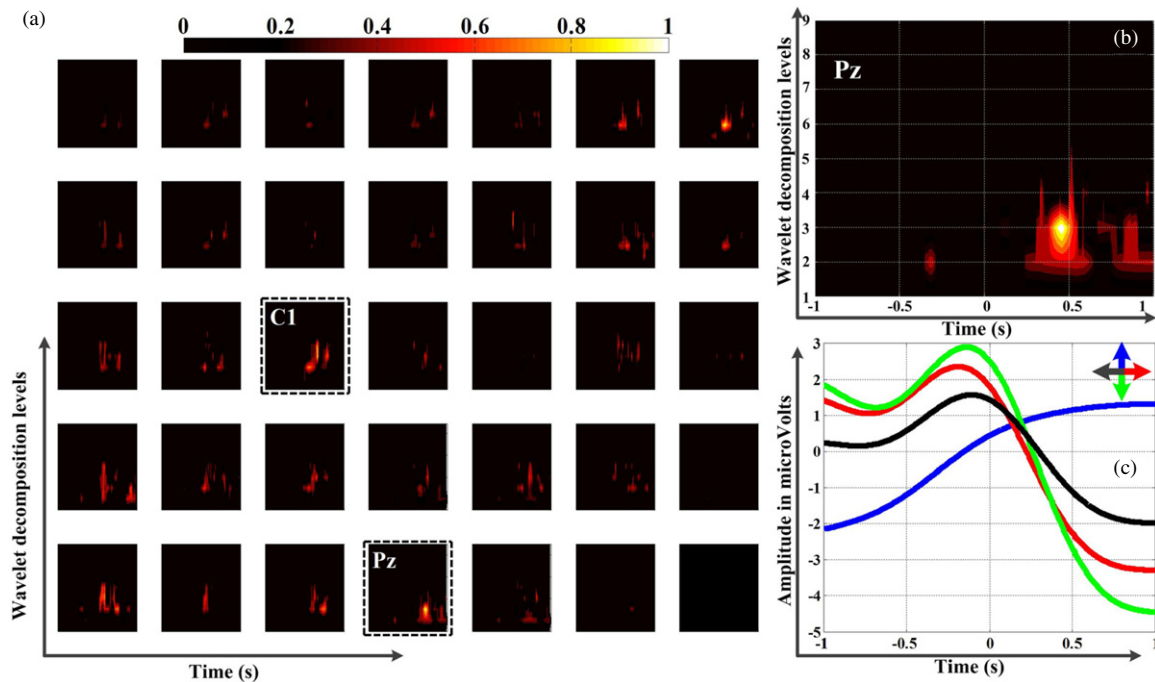 (a)
0 0.2 0.4 0.6 0.8 1
C1
Pz
Wavelet decomposition levels
Time (s)
(b)
Pz
9
8
7
6
5
4
3
2
1
-1 -0.5 0 0.5 1
Wavelet decomposition levels
Time (s)
(c)
3
2
1
0
-1
-2
-3
-4
-5
-1 -0.5 0 0.5 1
Amplitude in microVolts
Time (s)